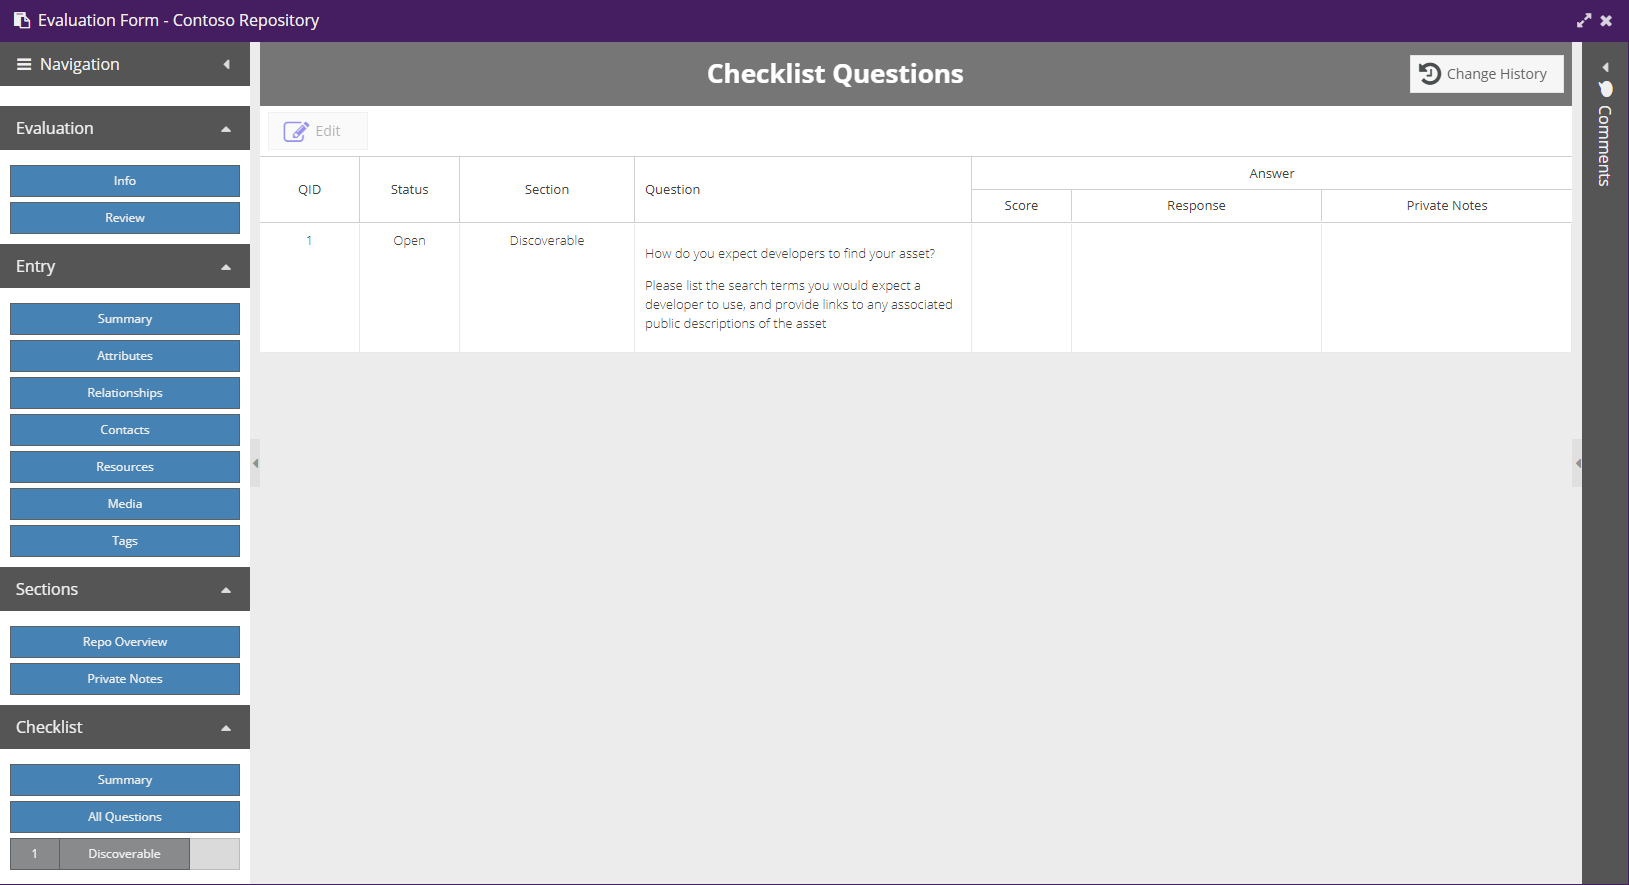 Evaluation Form - Contoso Repository
Navigation
Evaluation
Info
Review
Entry
Summary
Attributes
Relationships
Contacts
Resources
Media
Tags
Sections
Repo Overview
Private Notes
Checklist
Summary
All Questions
1 Discoverable
Checklist Questions
Change History
Edit
QID Status Section Question Answer
Score Response Private Notes
1 Open Discoverable
How do you expect developers to find your asset?
Please list the search terms you would expect a
developer to use, and provide links to any associated
public descriptions of the asset
Comments